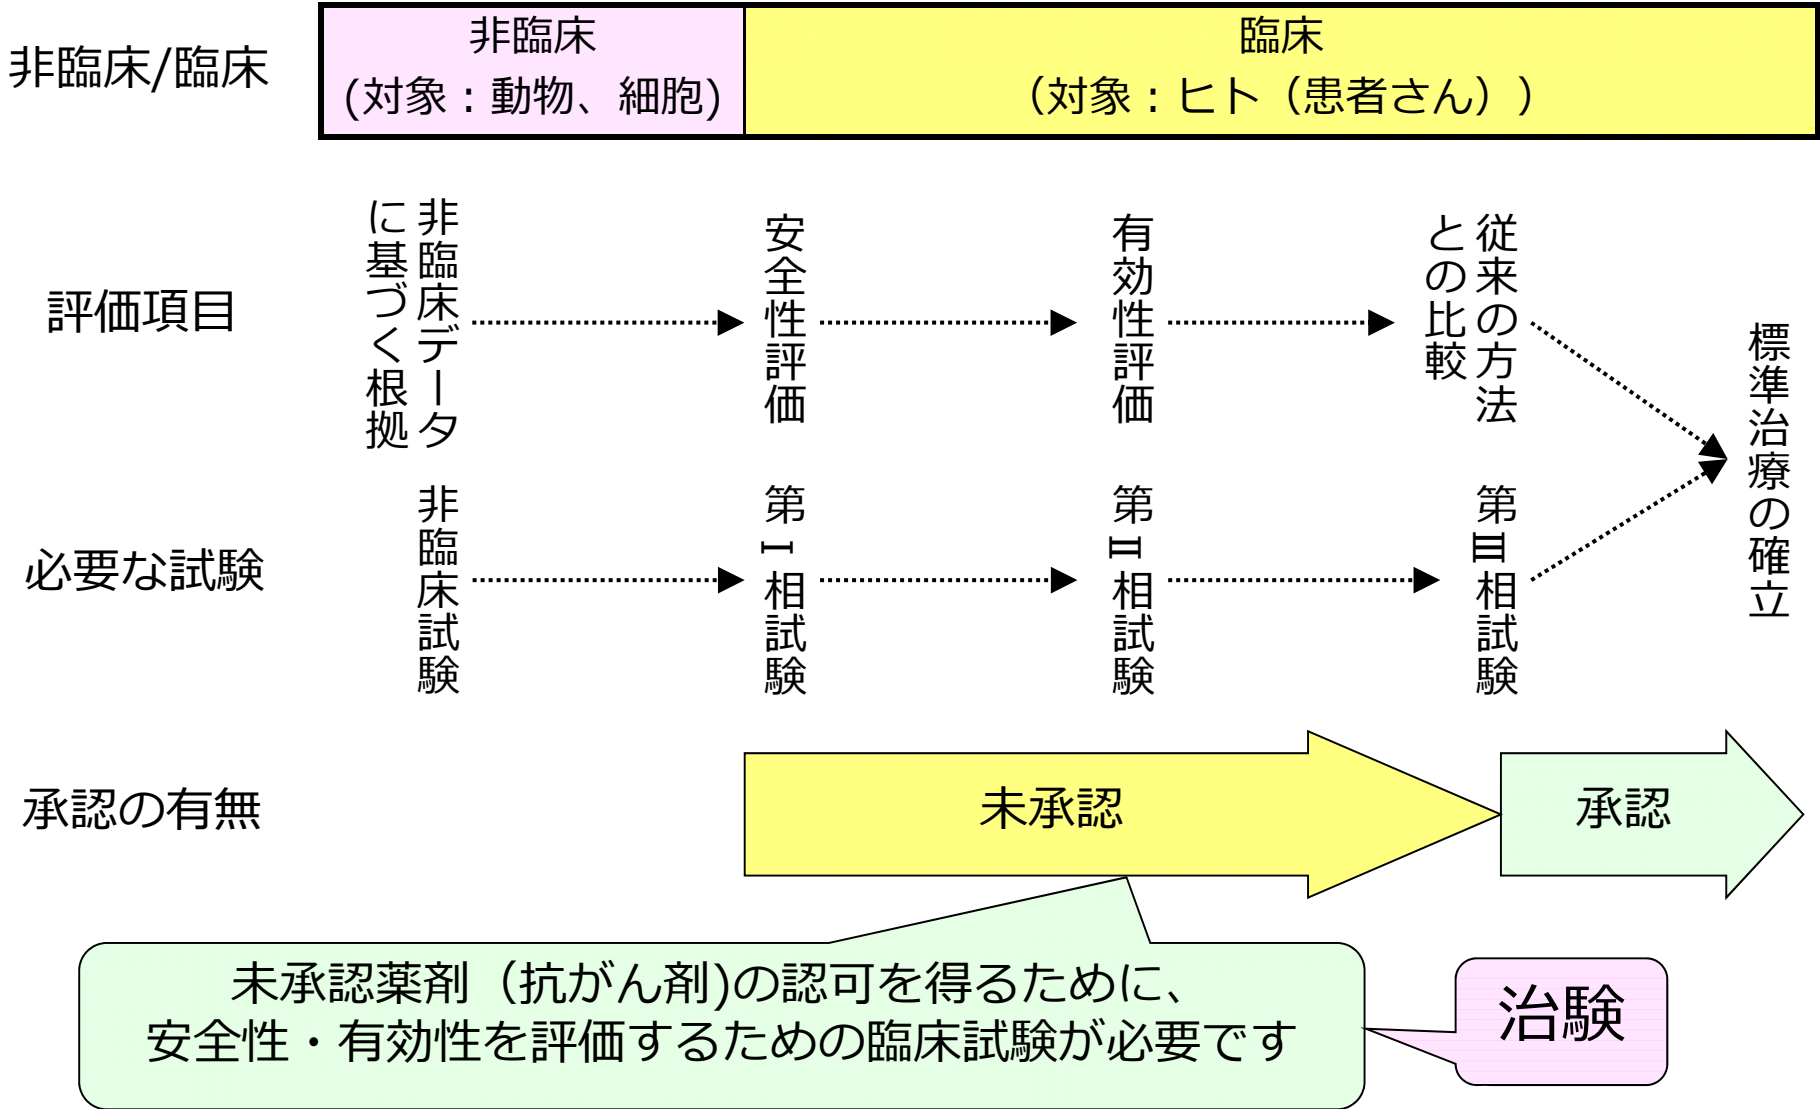 非臨床/臨床
非臨床
(対象：動物、細胞)
臨床
（対象：ヒト（患者さん））
評価項目
非臨床データ
に基づく根拠
安全性評価
有効性評価
従来の方法
との比較
標準治療の確立
必要な試験
非臨床試験
第Ⅰ相試験
第Ⅱ相試験
第Ⅲ相試験
承認の有無
未承認
承認
未承認薬剤（抗がん剤)の認可を得るために、
安全性・有効性を評価するための臨床試験が必要です
治験